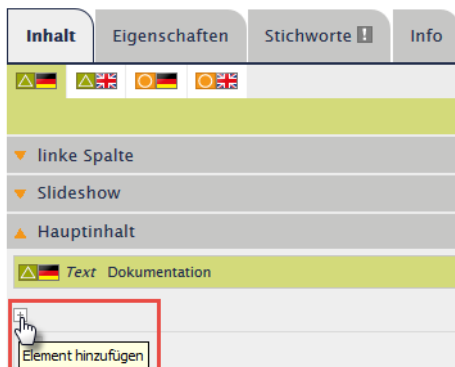 Inhalt Eigenschaften Stichworte ! Info
linke Spalte
Slideshow
Hauptinhalt
Text Dokumentation
Element hinzufügen